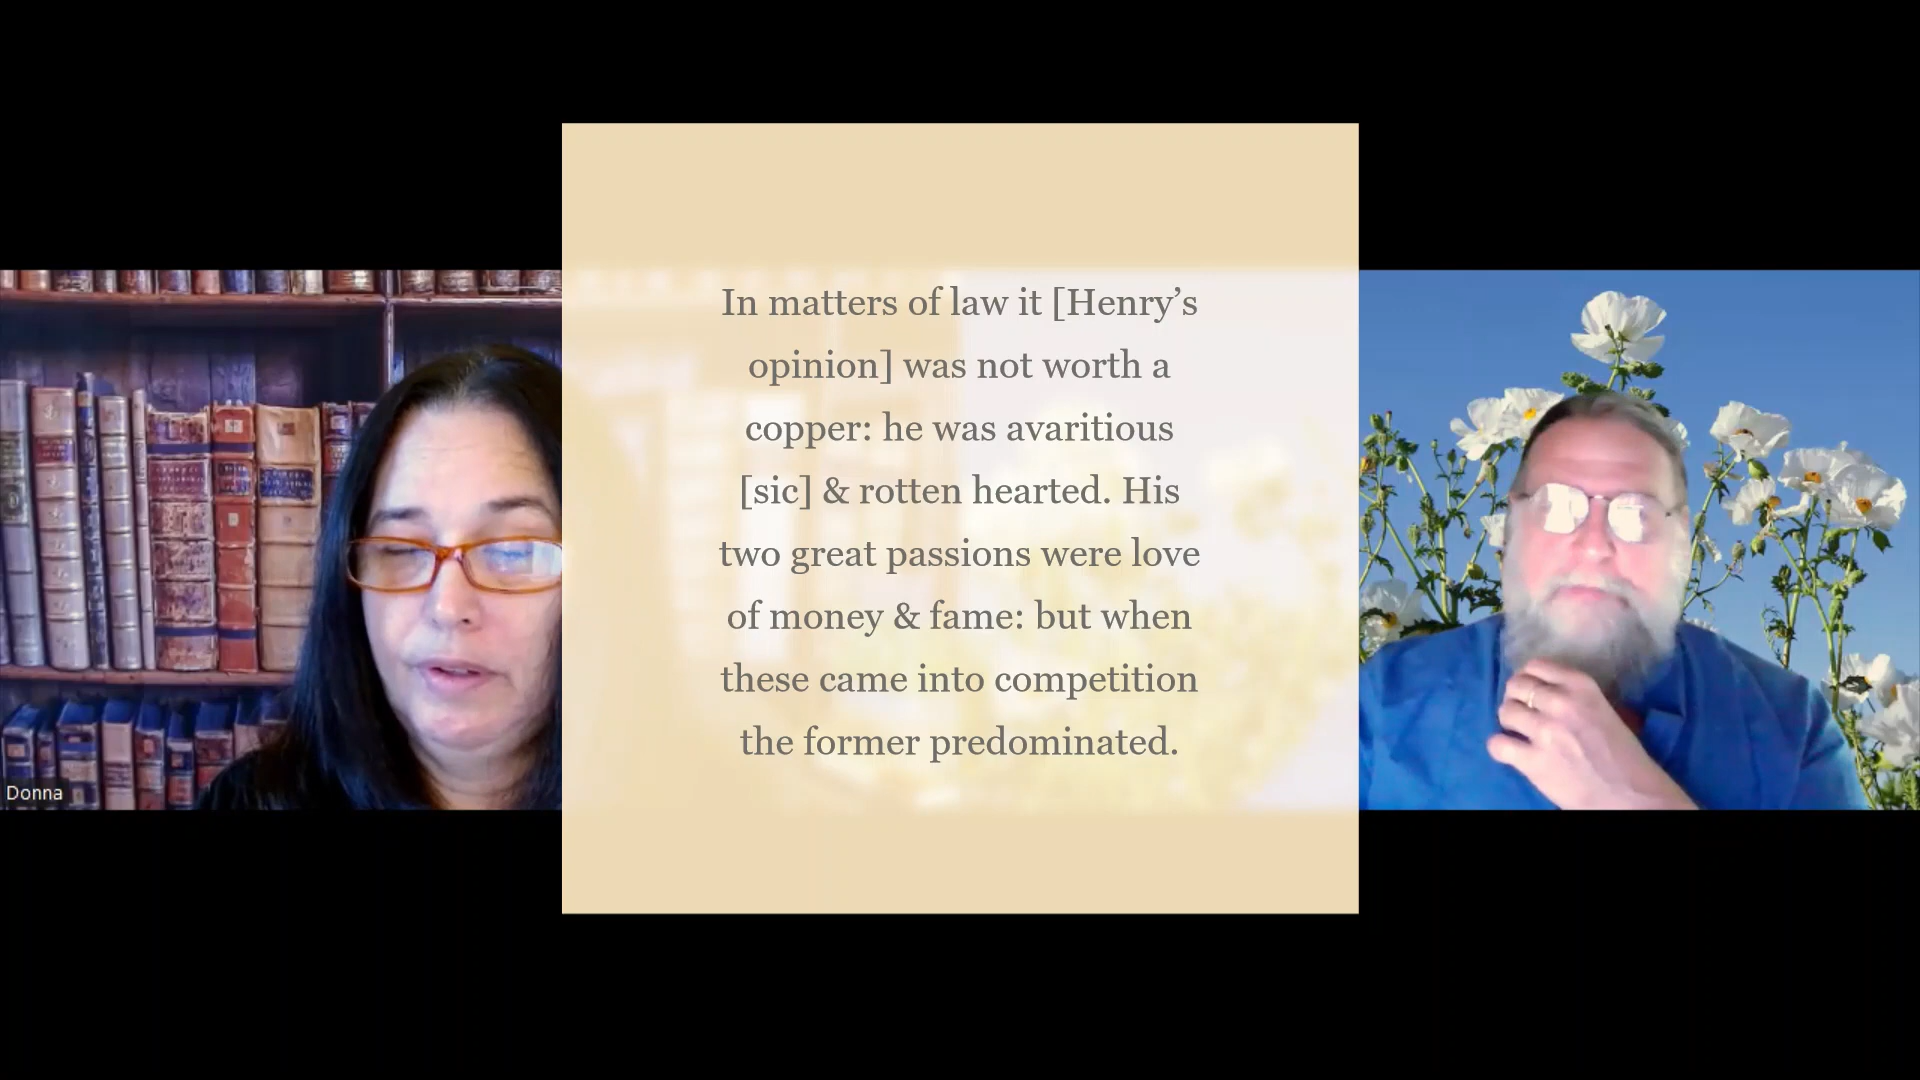 In matters of law it [Henry’s
opinion] was not worth a
copper: he was avaritious
[sic] & rotten hearted. His
two great passions were love
of money & fame: but when
these came into competition
the former predominated.
Donna